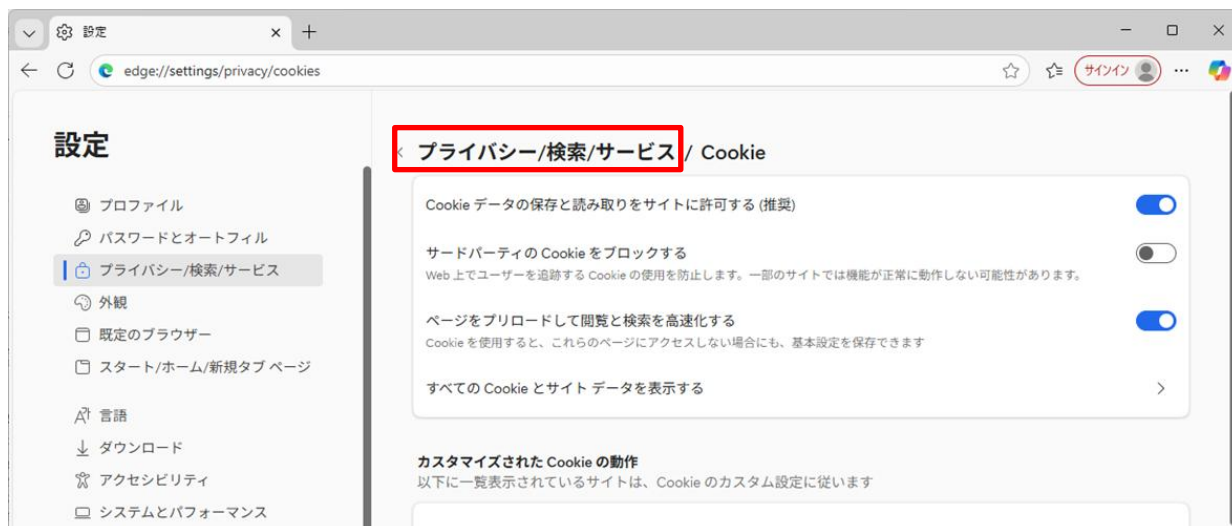 設定
edge://settings/privacy/cookies
サインイン
設定
プロファイル
パスワードとオートフィル
プライバシー/検索/サービス
外観
既定のブラウザー
スタート/ホーム/新規タブ ページ
言語
ダウンロード
アクセシビリティ
システムとパフォーマンス
プライバシー/検索/サービス / Cookie
Cookie データの保存と読み取りをサイトに許可する (推奨)
サードパーティの Cookie をブロックする
Web 上でユーザーを追跡する Cookie の使用を防止します。一部のサイトでは機能が正常に動作しない可能性があります。
ページをプリロードして閲覧と検索を高速化する
Cookie を使用すると、これらのページにアクセスしない場合にも、基本設定を保存できます
すべての Cookie とサイト データを表示する
カスタマイズされた Cookie の動作
以下に一覧表示されているサイトは、Cookie のカスタム設定に従います